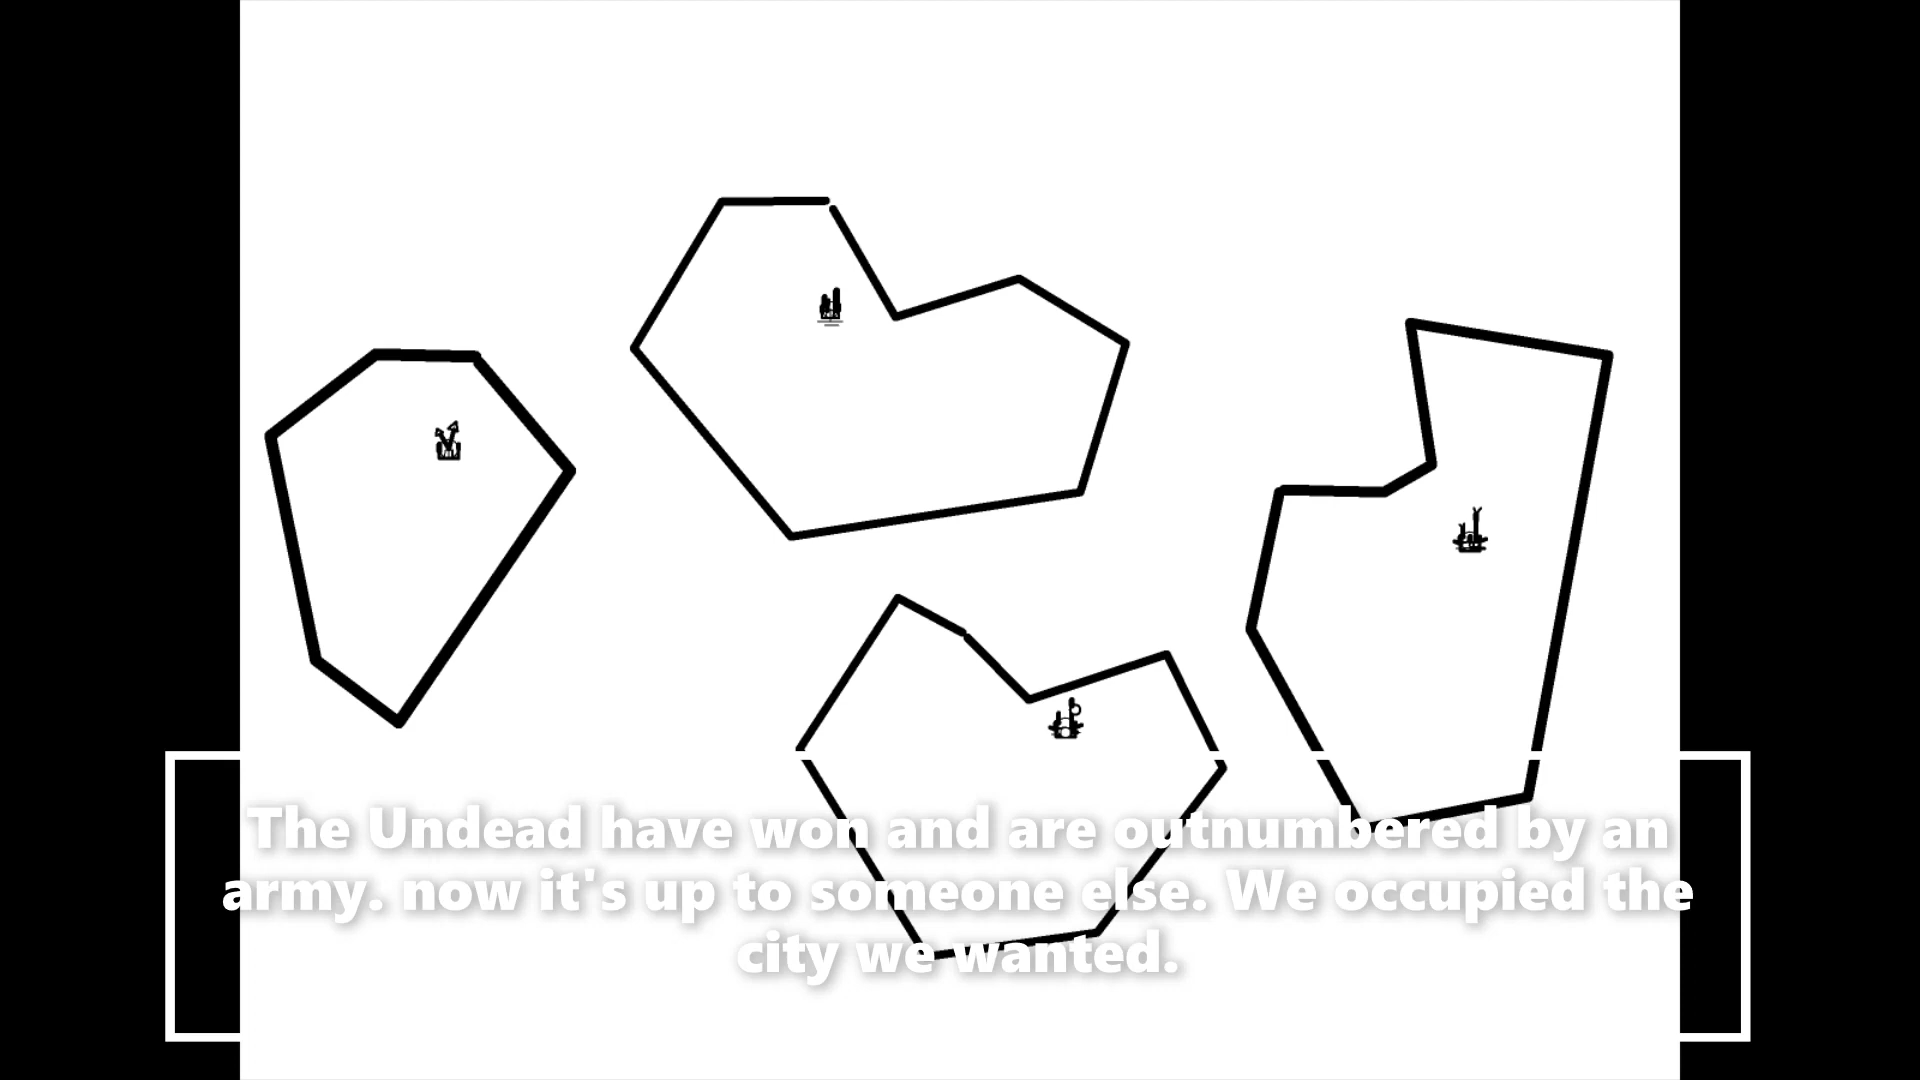 The Undead have won and are outnumbered by an
army. now it's up to someone else. We occupied the
city we wanted.